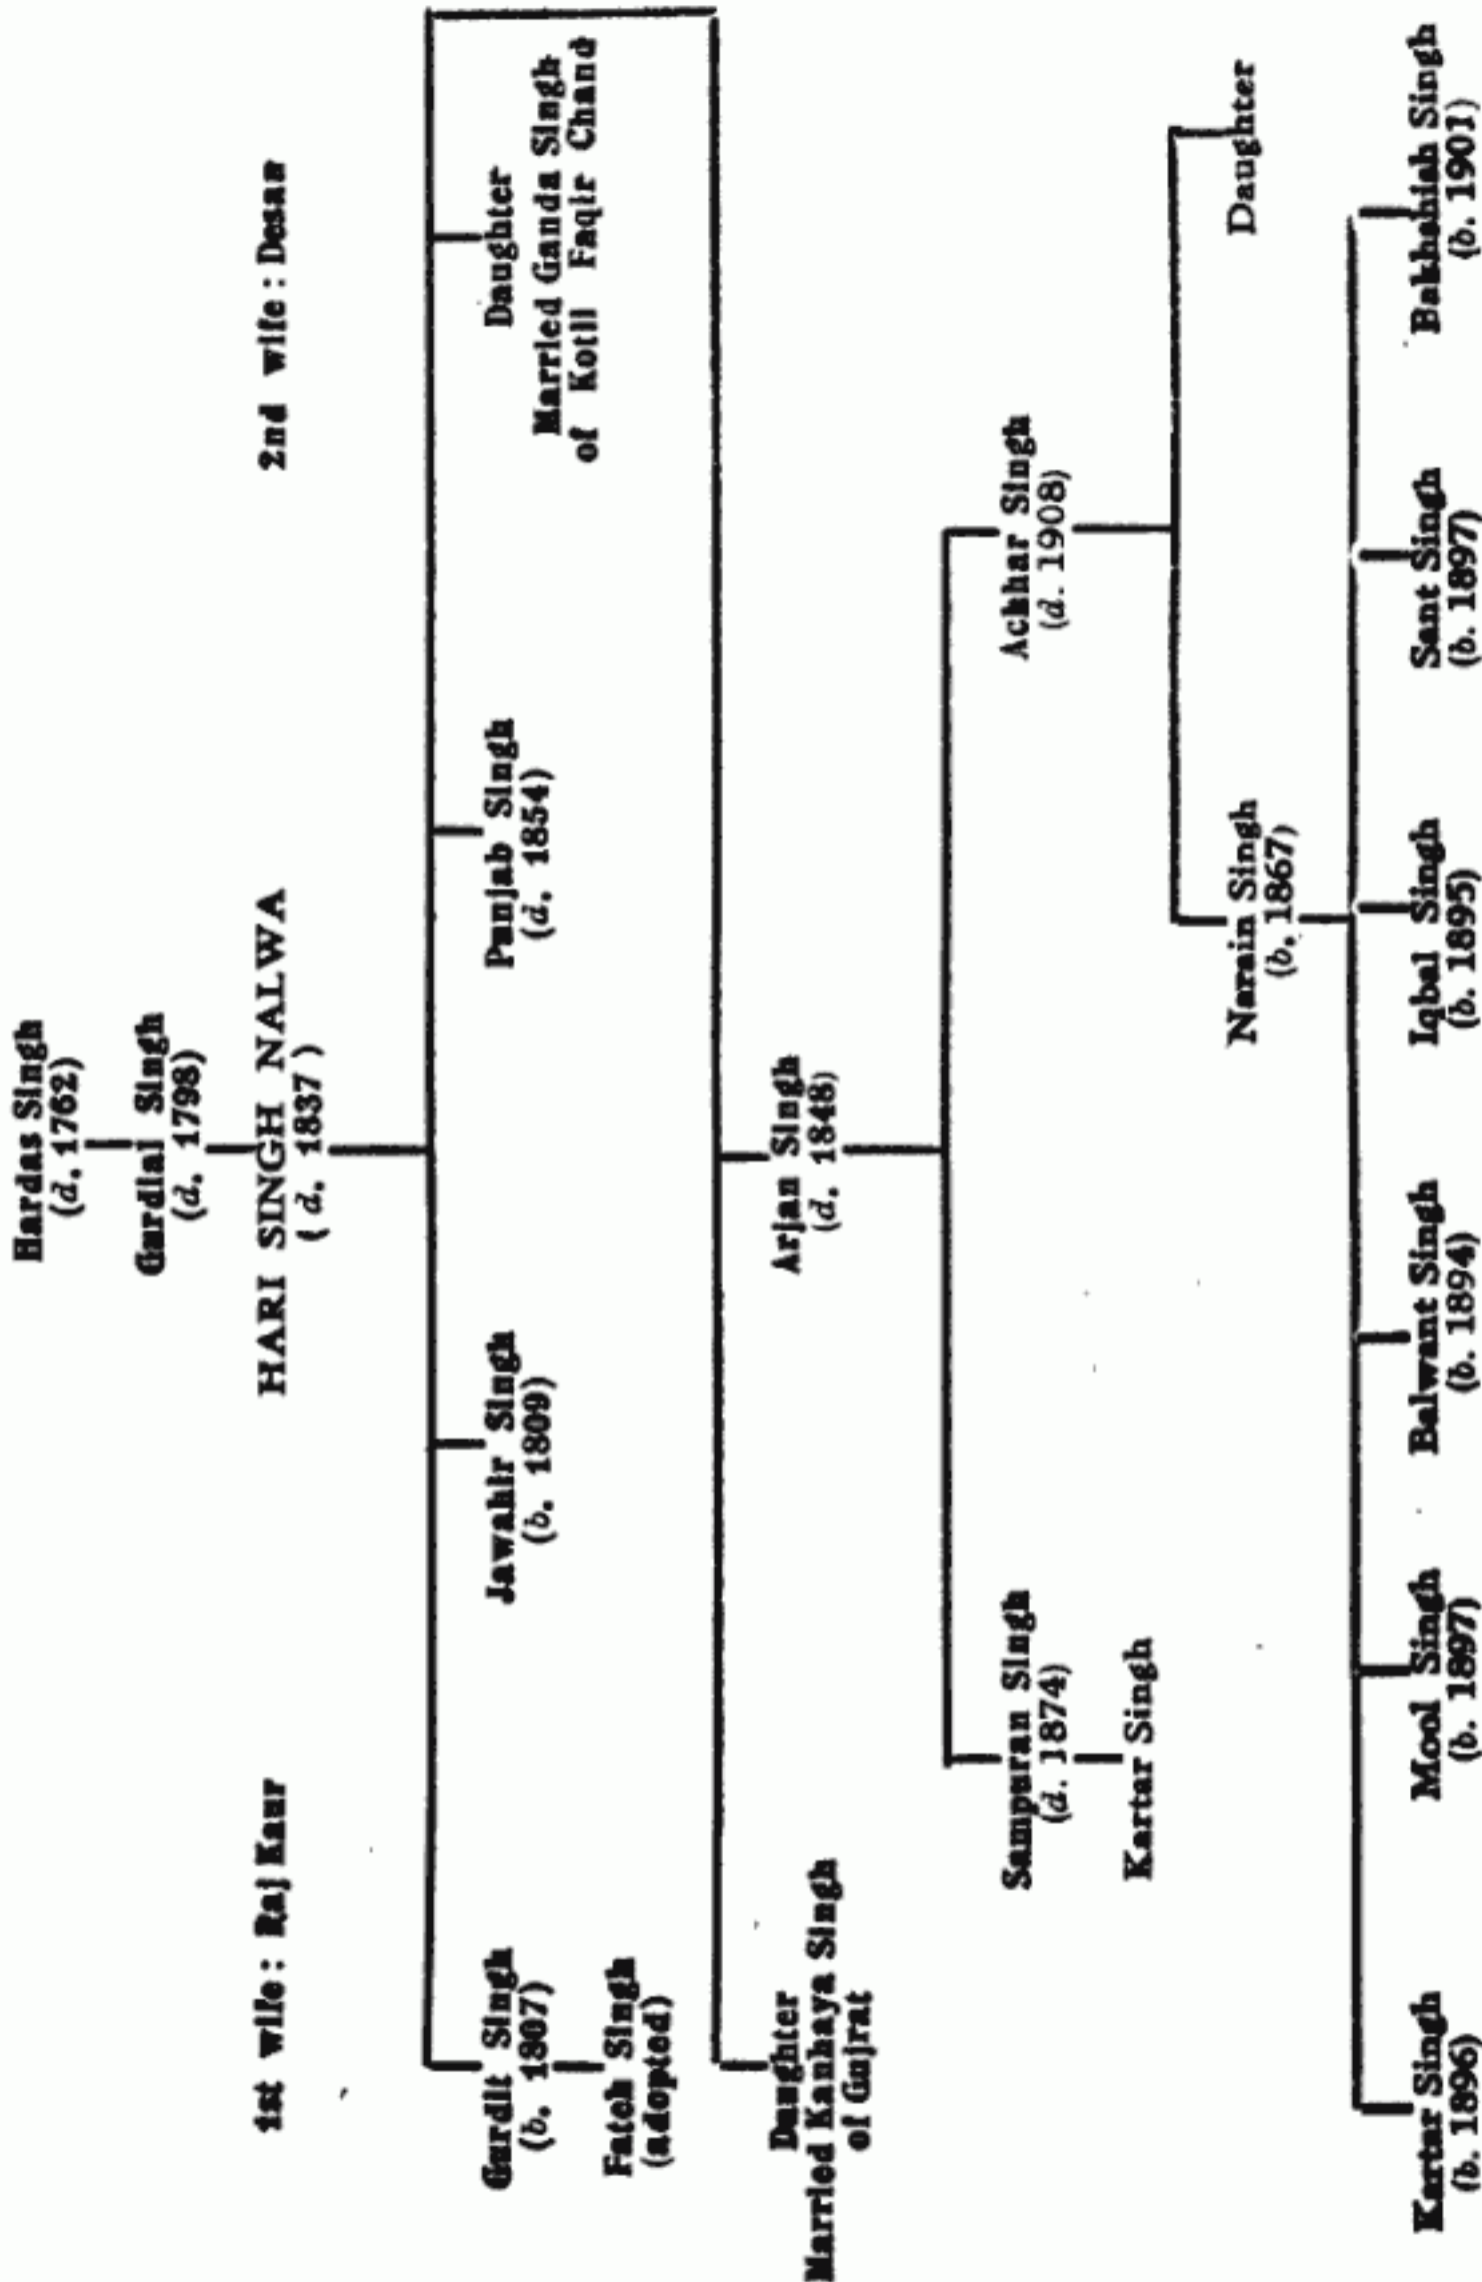 Hardas Singh
(d. 1762)
Gurdial Singh
(d. 1798)
1st wife: Raj Kaur
HARI SINGH NALWA
(d. 1837)
2nd wife: Desan
Gurdit Singh
(b. 1807)
Fateh Singh
(adopted)
Jawahir Singh
(b. 1809)
Punjab Singh
(d. 1854)
Daughter
Married Ganda Singh
of Kotli Faqir Chand
Daughter
Married Kanhaya Singh
of Gujrat
Arjan Singh
(d. 1848)
Sampuran Singh
(d. 1874)
Kartar Singh
Achhar Singh
(d. 1908)
Narain Singh
(b. 1867)
Daughter
Kartar Singh
(b. 1896)
Mool Singh
(b. 1897)
Balwant Singh
(b. 1894)
Iqbal Singh
(b. 1895)
Sant Singh
(b. 1897)
Bakhshish Singh
(b. 1901)